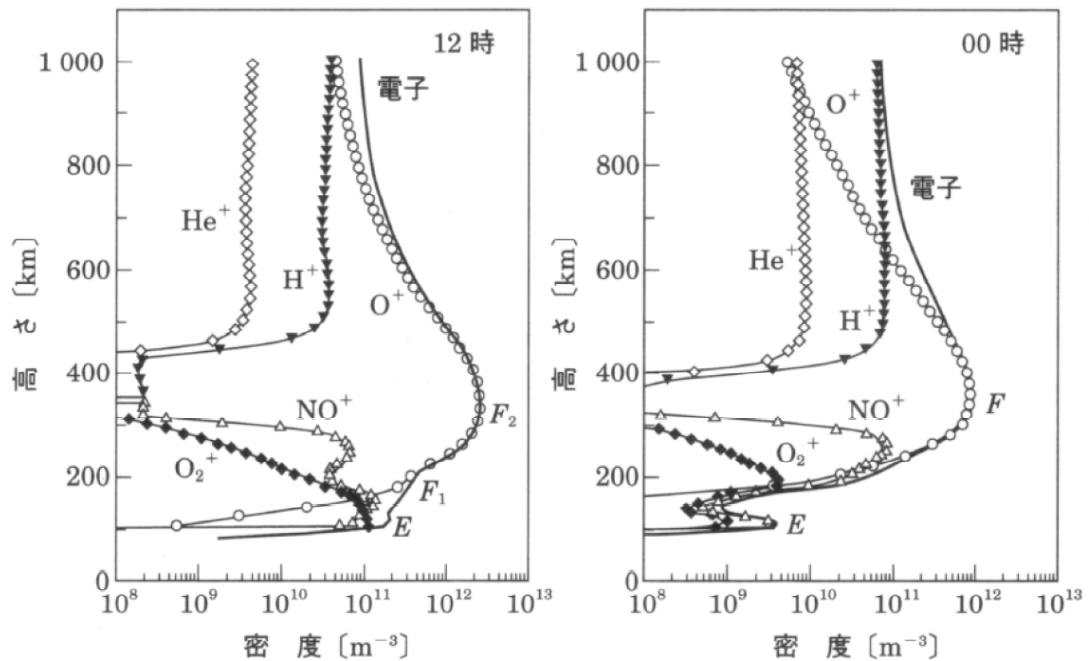 12 時
1 000
800
600
400
200
0
高 さ 〔km〕
電子
He⁺
H⁺
O⁺
NO⁺
O₂⁺
F₂
F₁
E
10⁸ 10⁹ 10¹⁰ 10¹¹ 10¹² 10¹³
密 度 〔m⁻³〕
00 時
1 000
800
600
400
200
0
高 さ 〔km〕
O⁺
電子
He⁺
H⁺
NO⁺
F
O₂⁺
E
10⁸ 10⁹ 10¹⁰ 10¹¹ 10¹² 10¹³
密 度 〔m⁻³〕